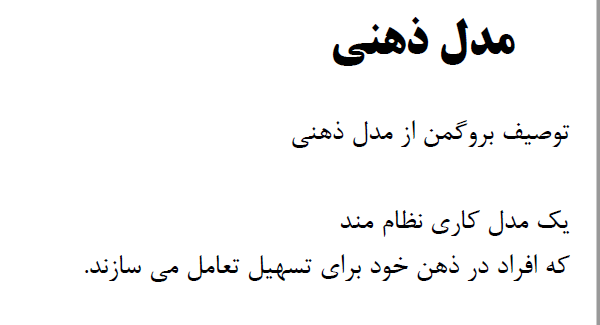 مدل ذهنی
توصیف بروگمن از مدل ذهنی
یک مدل کاری نظام مند
که افراد در ذهن خود برای تسهیل تعامل می سازند.